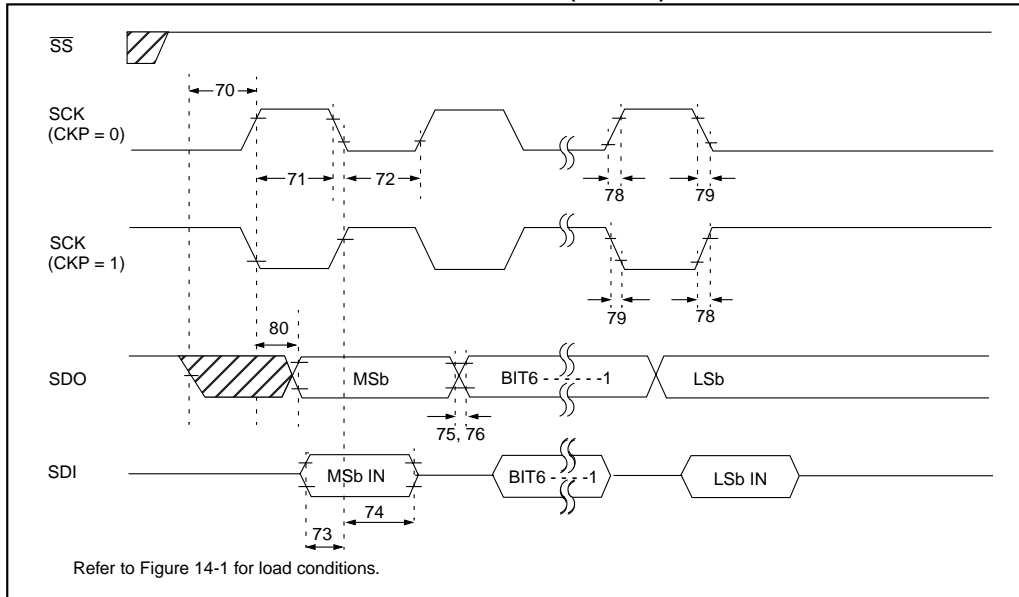 SS
70
SCK
(CKP = 0)
71
72
78
79
SCK
(CKP = 1)
79
78
80
SDO
MSb
BIT6 - - - - - -1
LSb
75, 76
SDI
MSb IN
BIT6 - - - -1
LSb IN
74
73
Refer to Figure 14-1 for load conditions.